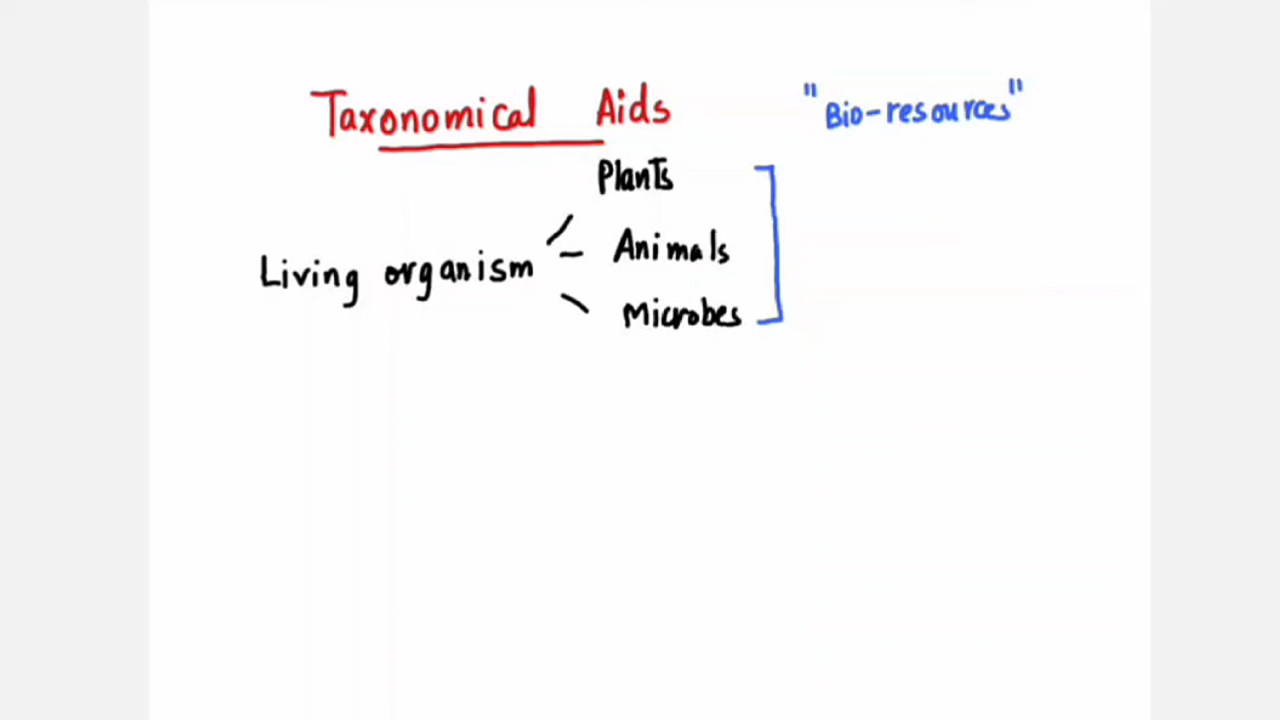 Taxonomical Aids
"Bio-resources"
Plants
Living organism
Animals
Microbes